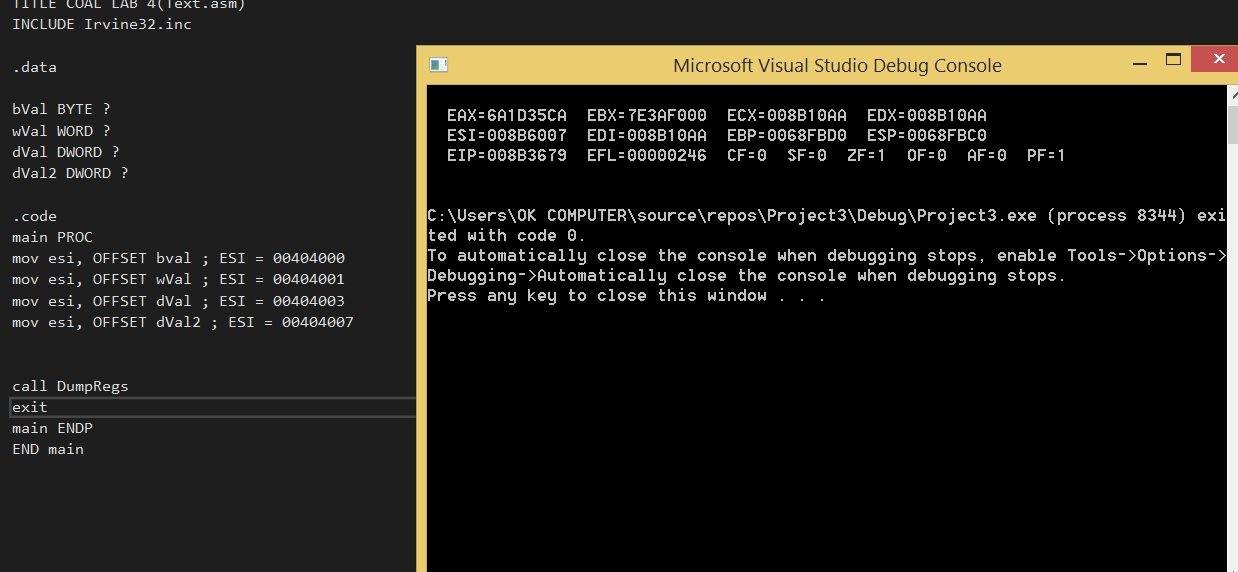 TITLE COAL LAB 4(Text.asm)
INCLUDE Irvine32.inc
.data
bVal BYTE ?
wVal WORD ?
dVal DWORD ?
dVal2 DWORD ?
.code
main PROC
mov esi, OFFSET bval ; ESI = 00404000
mov esi, OFFSET wVal ; ESI = 00404001
mov esi, OFFSET dVal ; ESI = 00404003
mov esi, OFFSET dVal2 ; ESI = 00404007
call DumpRegs
exit
main ENDP
END main
Microsoft Visual Studio Debug Console
EAX=6A1D35CA EBX=7E3AF000 ECX=008B10AA EDX=008B10AA
ESI=008B6007 EDI=008B10AA EBP=0068FBD0 ESP=0068FBC0
EIP=008B3679 EFL=00000246 CF=0 SF=0 ZF=1 OF=0 AF=0 PF=1
C:\Users\OK COMPUTER\source\repos\Project3\Debug\Project3.exe (process 8344) exi
ted with code 0.
To automatically close the console when debugging stops, enable Tools->Options->
Debugging->Automatically close the console when debugging stops.
Press any key to close this window . . .